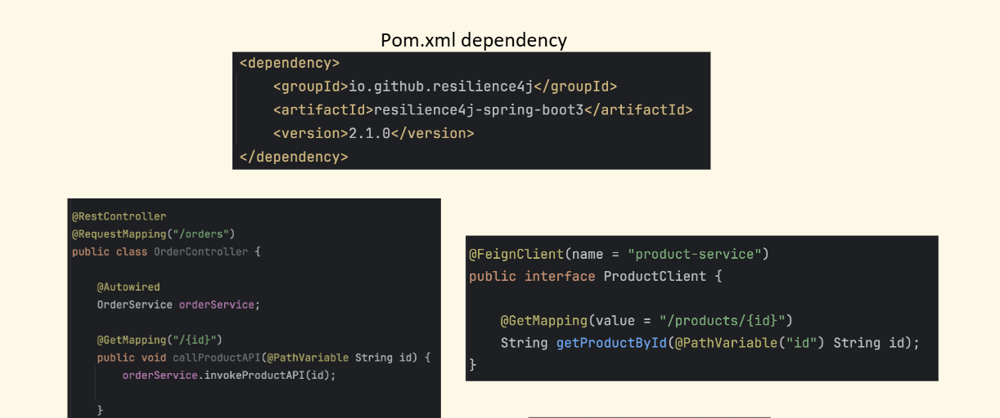 Pom.xml dependency
<dependency>
    <groupId>io.github.resilience4j</groupId>
    <artifactId>resilience4j-spring-boot3</artifactId>
    <version>2.1.0</version>
</dependency>
@RestController
@RequestMapping("/orders")
public class OrderController {
    @Autowired
    OrderService orderService;
    @GetMapping("/{id}")
    public void callProductAPI(@PathVariable String id) {
        orderService.invokeProductAPI(id);
    }
@FeignClient(name = "product-service")
public interface ProductClient {
    @GetMapping(value = "/products/{id}")
    String getProductById(@PathVariable("id") String id);
}